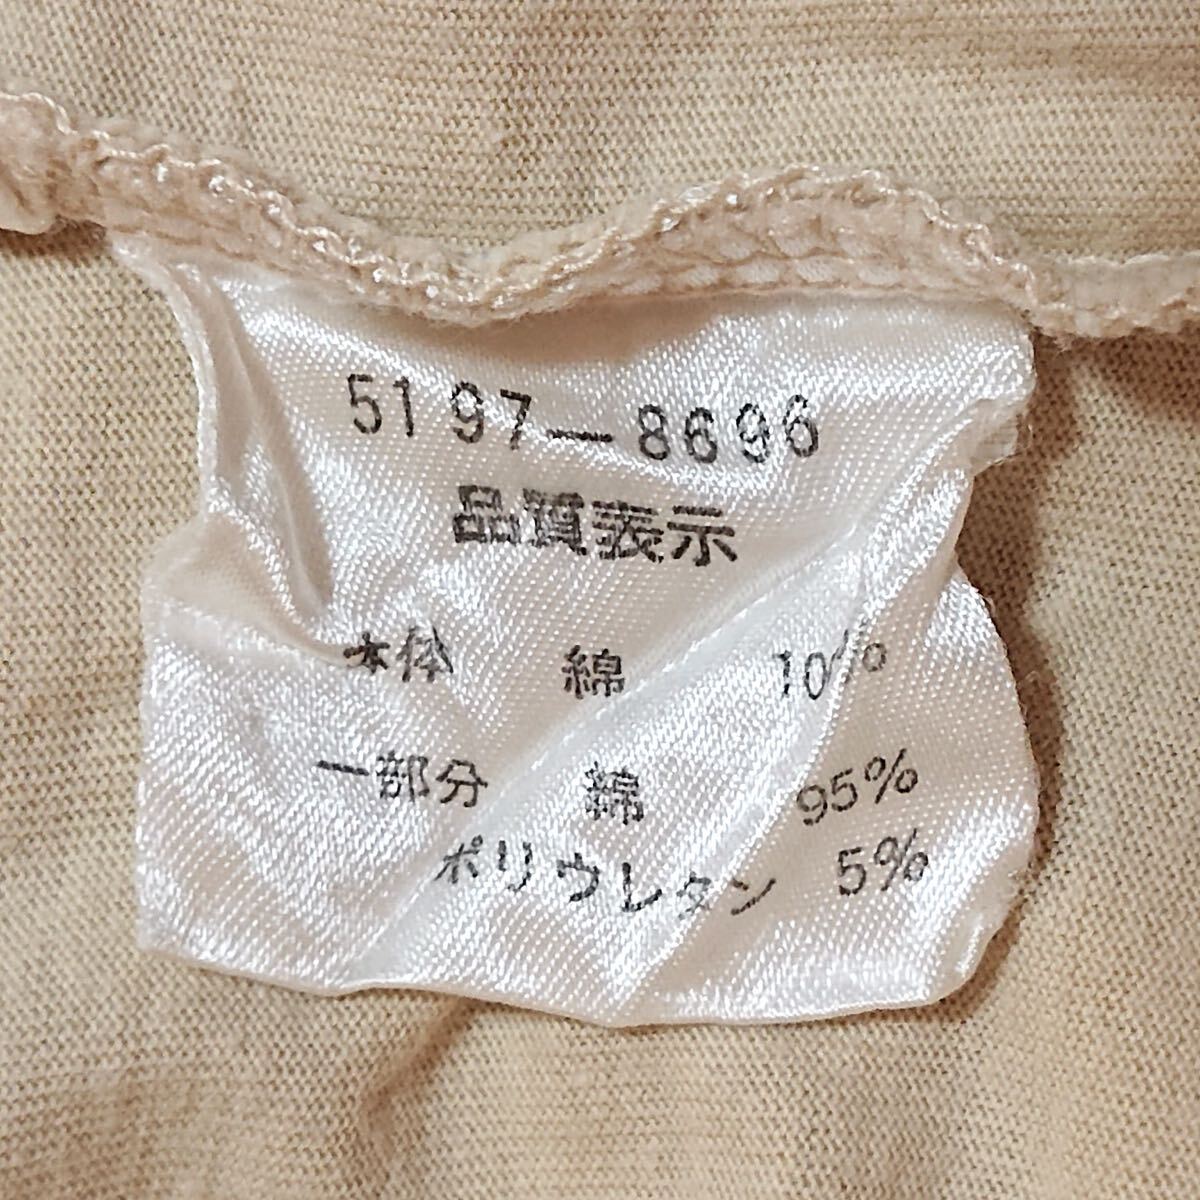 5197-8696
品質表示
本体 綿
一部分 綿 95%
ポリウレタン 5%